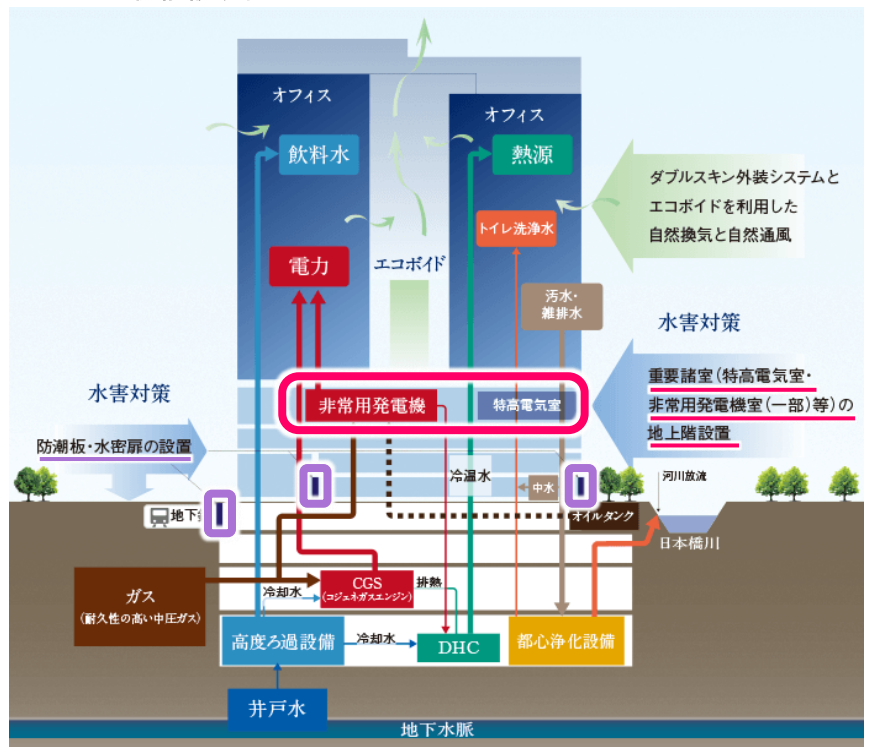 オフィス
オフィス
飲料水
熱源
ダブルスキン外装システムと
エコボイドを利用した
自然換気と自然通風
トイレ洗浄水
電力
エコボイド
汚水・
雑排水
水害対策
水害対策
重要諸室(特高電気室・
非常用発電機室(一部)等)の
地上階設置
非常用発電機
特高電気室
防潮板・水密扉の設置
冷温水
中水
河川放流
地下
オイルタンク
日本橋川
ガス
(耐久性の高い中圧ガス)
冷却水
CGS
(コジェネガスエンジン)
排熱
高度ろ過設備
冷却水
DHC
都心浄化設備
井戸水
地下水脈